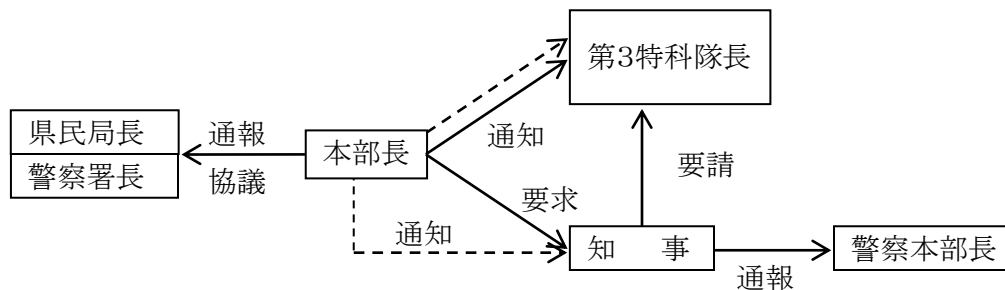 第3特科隊長
県民局長
警察署長
通報
協議
本部長
通知
要求
要請
通知
知　　事
通報
警察本部長